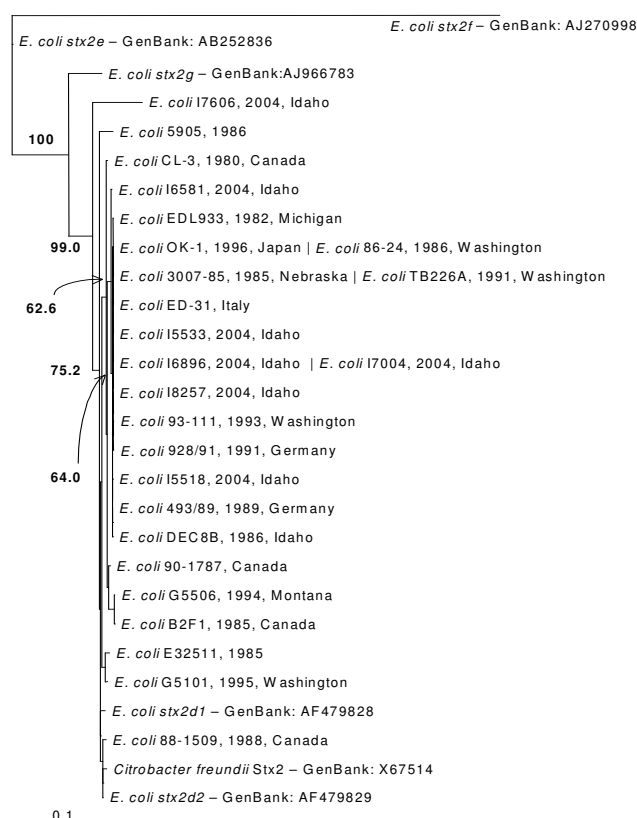 E. coli stx2f – GenBank: AJ270998
E. coli stx2e – GenBank: AB252836
E. coli stx2g – GenBank:AJ966783
E. coli I7606, 2004, Idaho
100
E. coli 5905, 1986
E. coli CL-3, 1980, Canada
E. coli I6581, 2004, Idaho
E. coli EDL933, 1982, Michigan
99.0
E. coli OK-1, 1996, Japan | E. coli 86-24, 1986, Washington
E. coli 3007-85, 1985, Nebraska | E. coli TB226A, 1991, Washington
62.6
E. coli ED-31, Italy
E. coli I5533, 2004, Idaho
75.2
E. coli I6896, 2004, Idaho | E. coli I7004, 2004, Idaho
E. coli I8257, 2004, Idaho
E. coli 93-111, 1993, Washington
E. coli 928/91, 1991, Germany
64.0
E. coli I5518, 2004, Idaho
E. coli 493/89, 1989, Germany
E. coli DEC8B, 1986, Idaho
E. coli 90-1787, Canada
E. coli G5506, 1994, Montana
E. coli B2F1, 1985, Canada
E. coli E32511, 1985
E. coli G5101, 1995, Washington
E. coli stx2d1 – GenBank: AF479828
E. coli 88-1509, 1988, Canada
Citrobacter freundii Stx2 – GenBank: X67514
E. coli stx2d2 – GenBank: AF479829
0.1